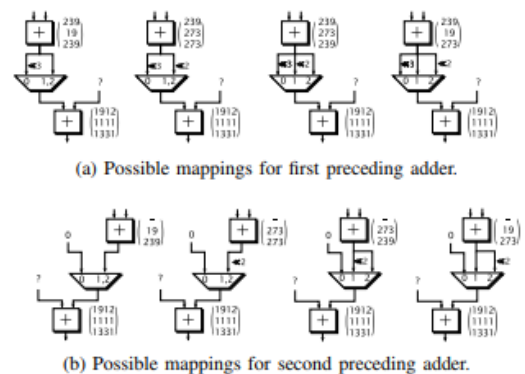 239 239 239 239
+ 19 + 273 + 273 + 19
239 273 239 273
≪3 ≪3 ≪2 ≪3 ≪2 ≪3 ≪2
0 1,2 ? 0 1,2 ? 0 1 2 ? 0 1 2 ?
1912 1912 1912 1912
+ 1111 + 1111 + 1111 + 1111
1331 1331 1331 1331
(a) Possible mappings for first preceding adder.
- - - -
0 + 19 0 + 273 0 + 273 0 + 19
239 273 239 273
≪2 ≪2 ≪2
? 0 1,2 ? 0 1,2 ? 0 1 2 ? 0 1 2
1912 1912 1912 1912
+ 1111 + 1111 + 1111 + 1111
1331 1331 1331 1331
(b) Possible mappings for second preceding adder.